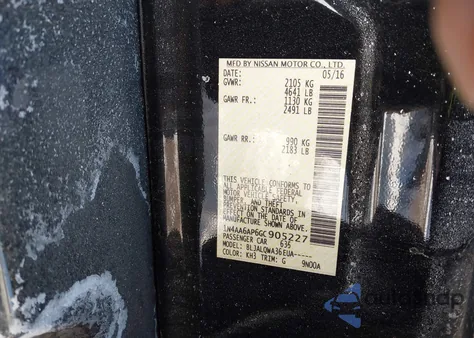 MFD BY NISSAN MOTOR CO., LTD.
DATE: 05/16
GVWR: 2105 KG
4641 LB
GAWR FR.: 1130 KG
2491 LB
GAWR RR.: 990 KG
2183 LB
THIS VEHICLE CONFORMS TO
ALL APPLICABLE FEDERAL
MOTOR VEHICLE SAFETY,
BUMPER, AND THEFT
PREVENTION STANDARDS IN
EFFECT ON THE DATE OF
MANUFACTURE SHOWN ABOVE.
1N4AA6AP6GC905227
PASSENGER CAR 636
MODEL: BL3ALQWA36EUA-----
COLOR: KH3 TRIM: G 9N00A
autosnap